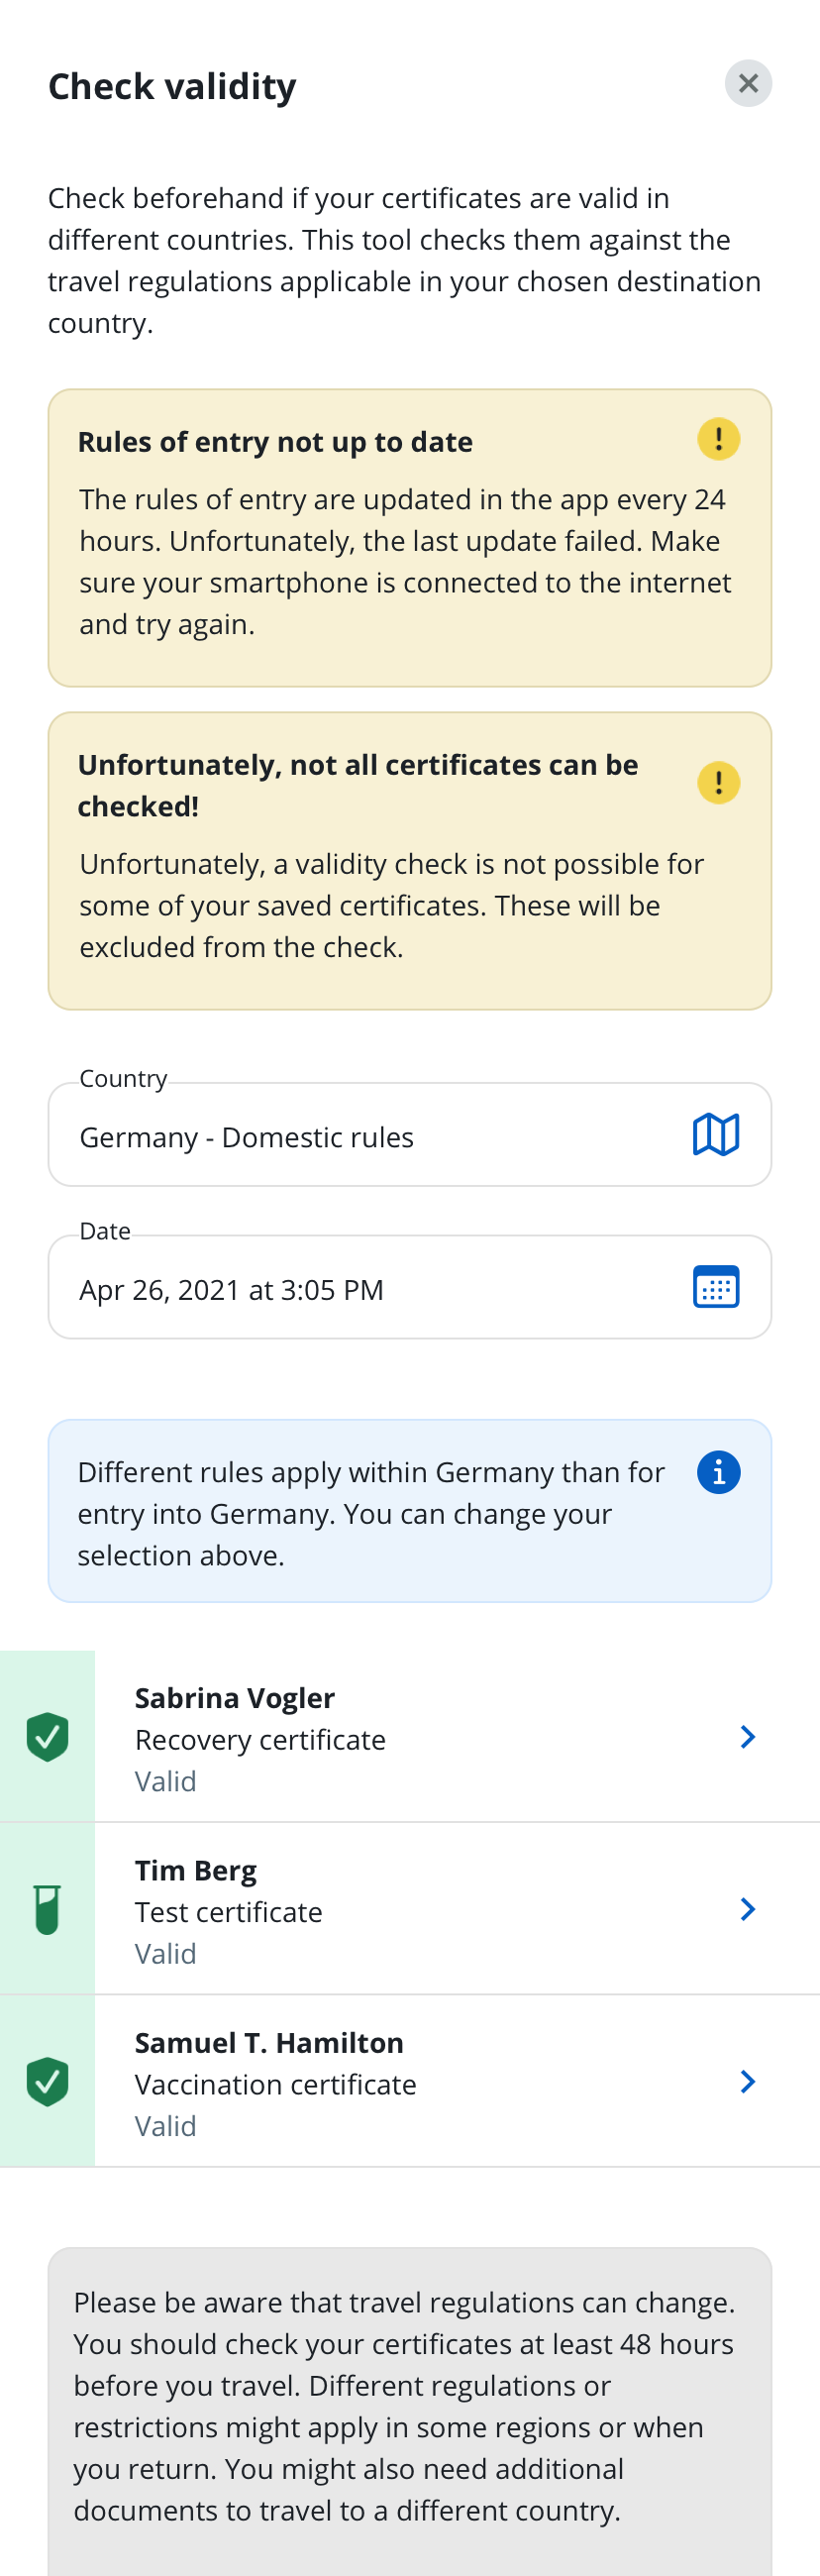 Check validity
Check beforehand if your certificates are valid in
different countries. This tool checks them against the
travel regulations applicable in your chosen destination
country.
Rules of entry not up to date
The rules of entry are updated in the app every 24
hours. Unfortunately, the last update failed. Make
sure your smartphone is connected to the internet
and try again.
Unfortunately, not all certificates can be
checked!
Unfortunately, a validity check is not possible for
some of your saved certificates. These will be
excluded from the check.
Country
Germany - Domestic rules
Date
Apr 26, 2021 at 3:05 PM
Different rules apply within Germany than for
entry into Germany. You can change your
selection above.
Sabrina Vogler
Recovery certificate
Valid
Tim Berg
Test certificate
Valid
Samuel T. Hamilton
Vaccination certificate
Valid
Please be aware that travel regulations can change.
You should check your certificates at least 48 hours
before you travel. Different regulations or
restrictions might apply in some regions or when
you return. You might also need additional
documents to travel to a different country.